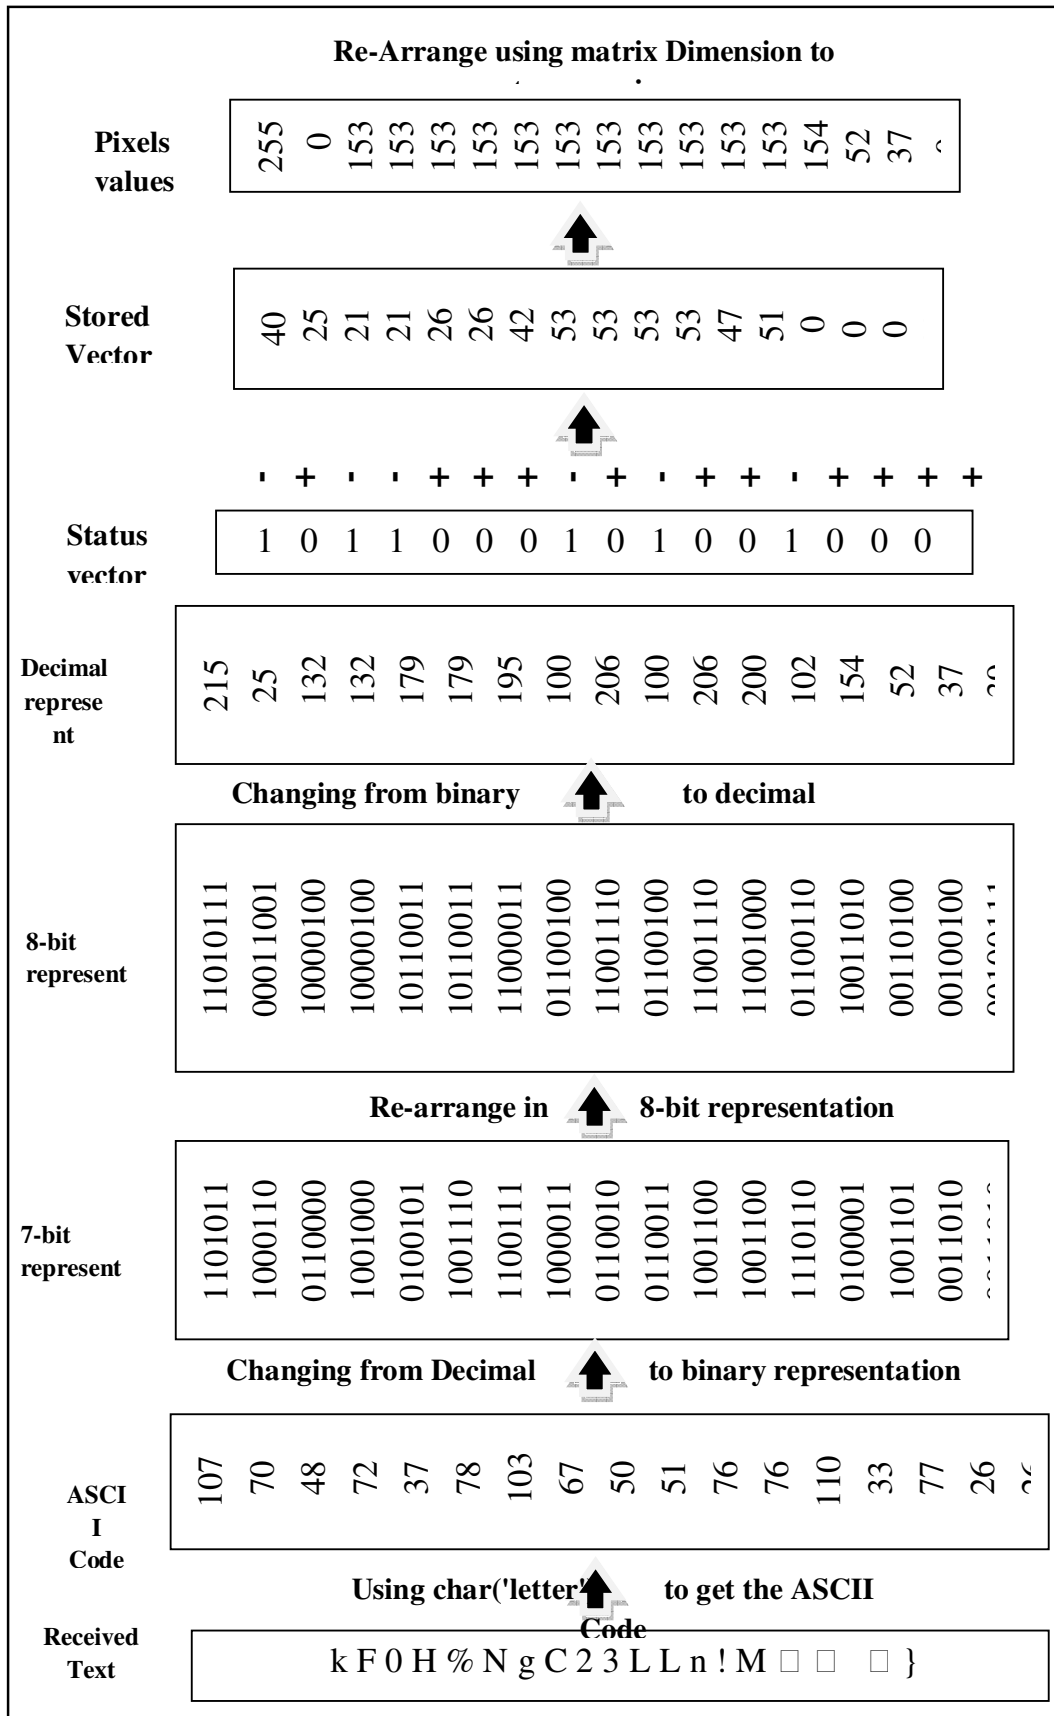 Re-Arrange using matrix Dimension to
Pixels values
255 0 153 153 153 153 153 153 153 153 153 153 153 154 52 37
Stored Vector
40 25 21 21 26 26 42 53 53 53 53 47 51 0 0 0
- + - - + + + - + - + + - + + + +
Status vector
1 0 1 1 0 0 0 1 0 1 0 0 1 0 0 0
Decimal represe nt
215 25 132 132 179 179 195 100 206 100 206 200 102 154 52 37
Changing from binary to decimal
8-bit represent
11010111 00011001 10000100 10000100 10110011 10110011 11000011 01100100 11001110 01100100 11001110 11001000 01100110 10011010 00110100 00100100 00100111
Re-arrange in 8-bit representation
7-bit represent
1101011 1000110 0110000 1001000 0100101 1001110 1100111 1000011 0110010 0110011 1001100 1001100 1110110 0100001 1001101 0011010
Changing from Decimal to binary representation
ASCI I Code
107 70 48 72 37 78 103 67 50 51 76 76 110 33 77 26
Using char('letter' to get the ASCII
Code
Received Text
k F 0 H % N g C 2 3 L L n ! M □ □ □ }